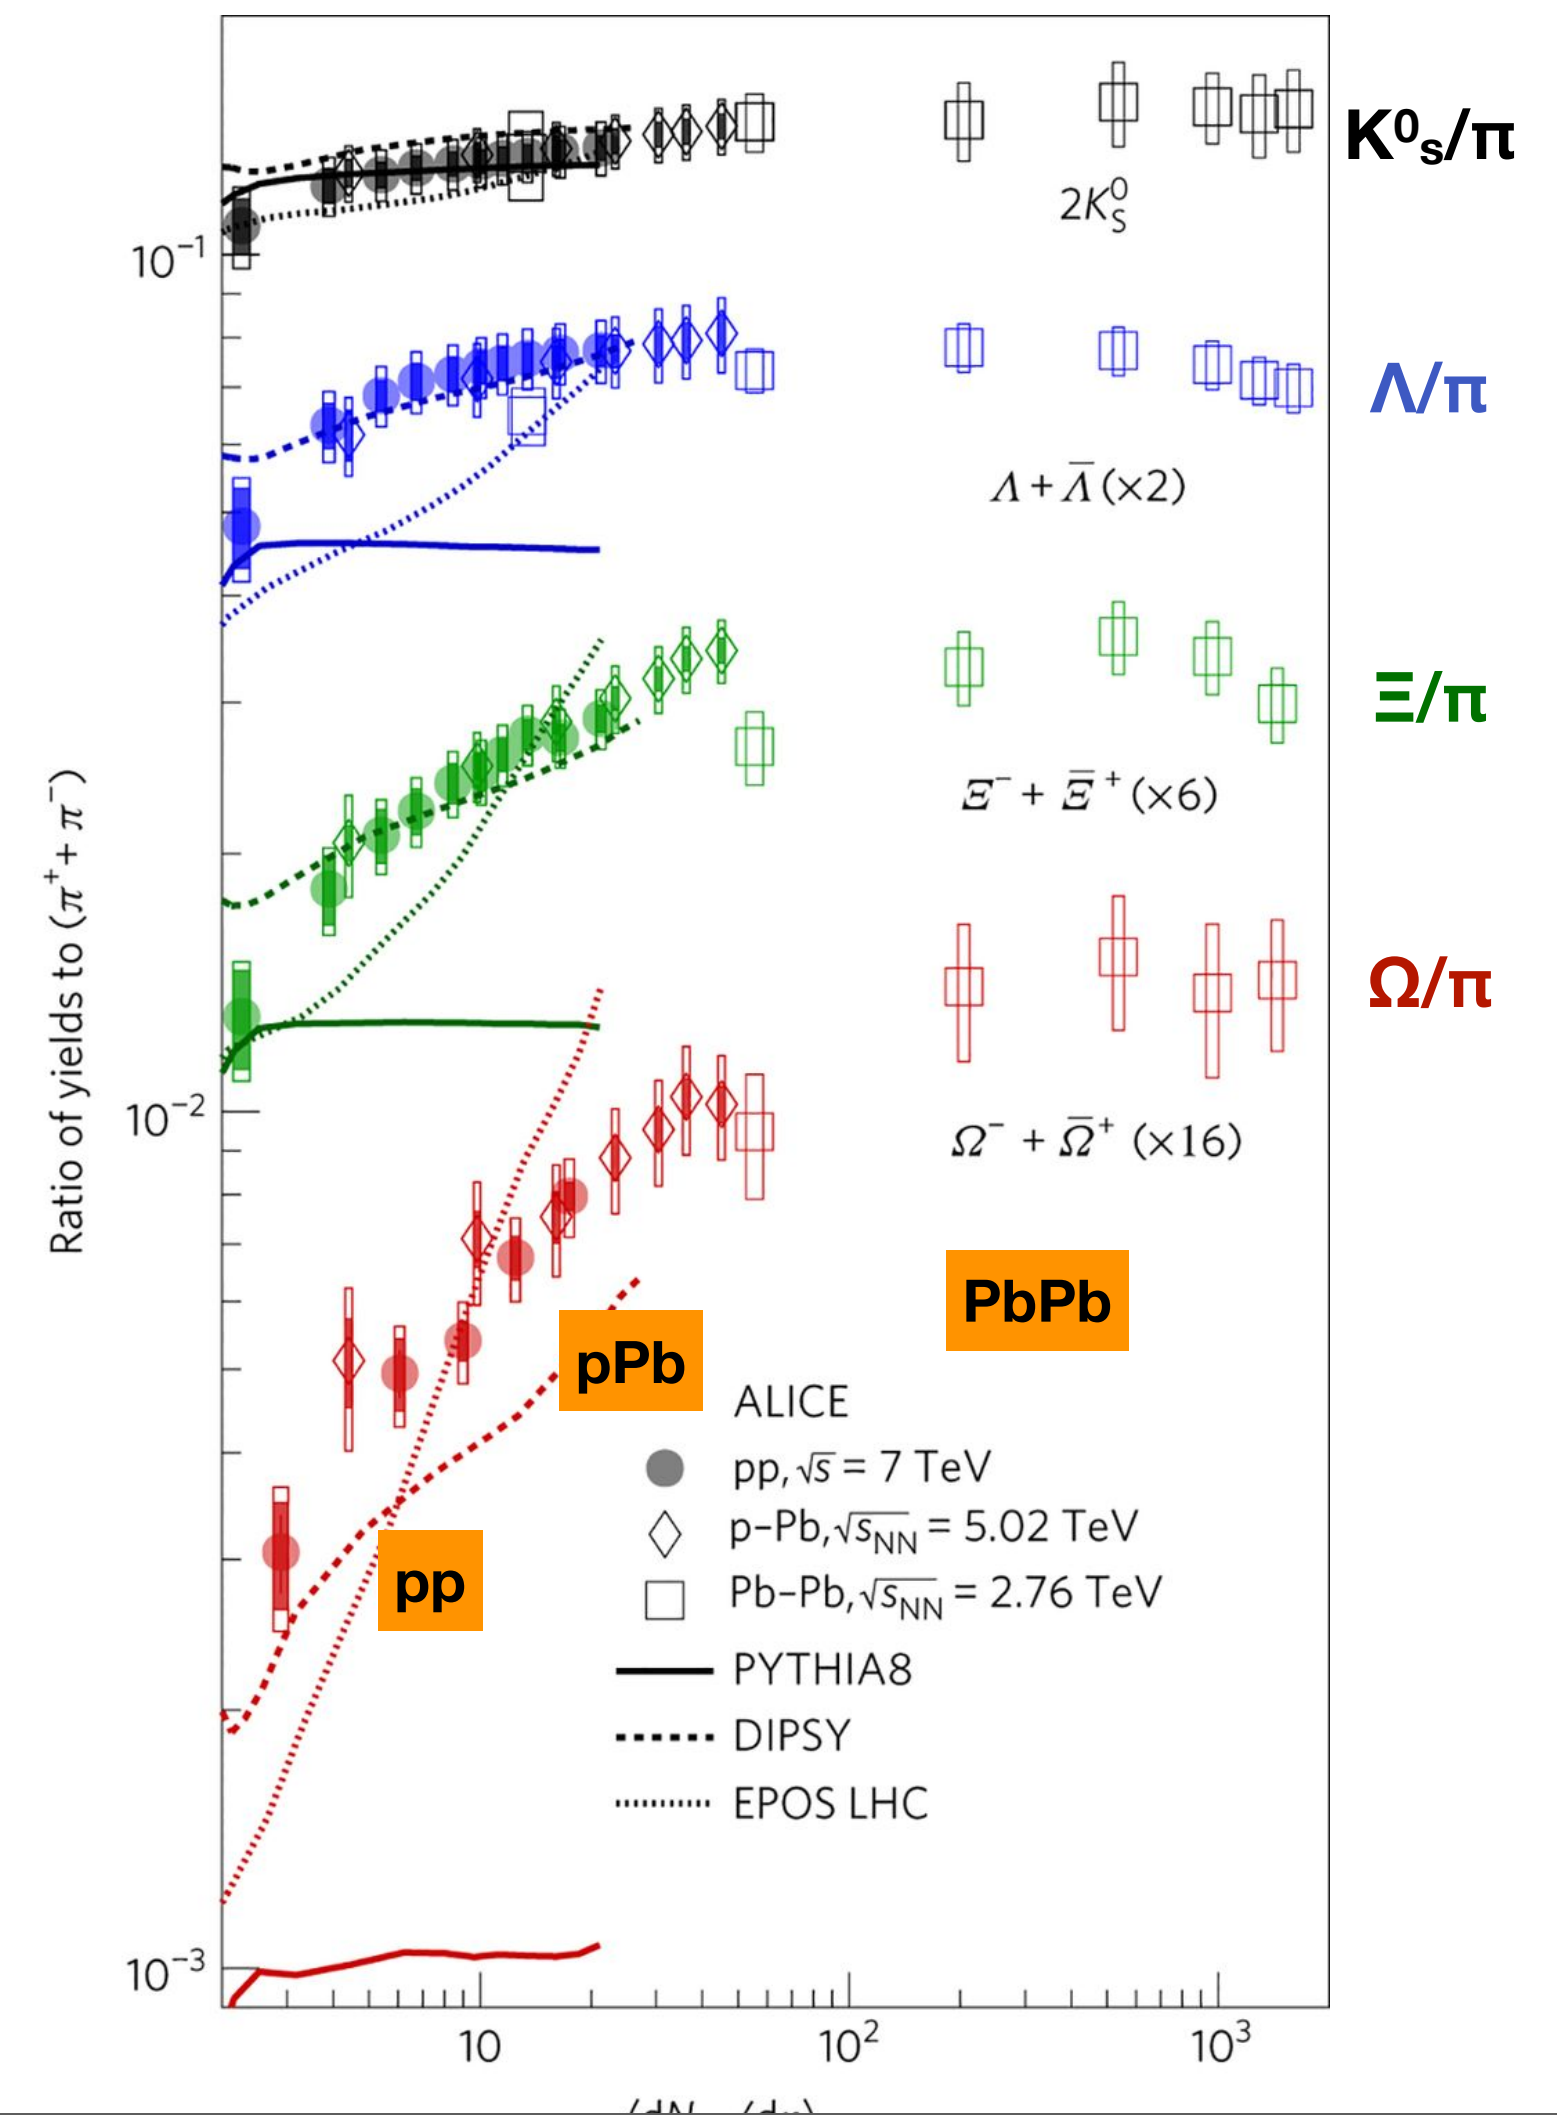 K⁰s/π
2K⁰S
10⁻¹
Λ/π
Λ + Λ̅ (×2)
Ξ/π
Ξ⁻ + Ξ̅⁺ (×6)
Ω/π
10⁻²
Ω⁻ + Ω̅⁺ (×16)
Ratio of yields to (π⁺ + π⁻)
PbPb
pPb
pp
ALICE
pp, √s = 7 TeV
p–Pb, √sNN = 5.02 TeV
Pb–Pb, √sNN = 2.76 TeV
PYTHIA8
DIPSY
EPOS LHC
10⁻³
10 10² 10³